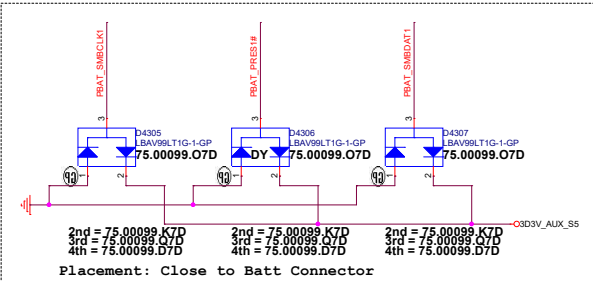 PBAT_SMBCLK1
PBAT_PRES1#
PBAT_SMBDAT1
3
3
3
D4305
LBAV99LT1G-1-GP
75.00099.O7D
D4306
LBAV99LT1G-1-GP
DY
75.00099.O7D
D4307
LBAV99LT1G-1-GP
75.00099.O7D
1
2
1
2
1
2
3D3V_AUX_S5
2nd = 75.00099.K7D
3rd = 75.00099.Q7D
4th = 75.00099.D7D
2nd = 75.00099.K7D
3rd = 75.00099.Q7D
4th = 75.00099.D7D
2nd = 75.00099.K7D
3rd = 75.00099.Q7D
4th = 75.00099.D7D
Placement: Close to Batt Connector